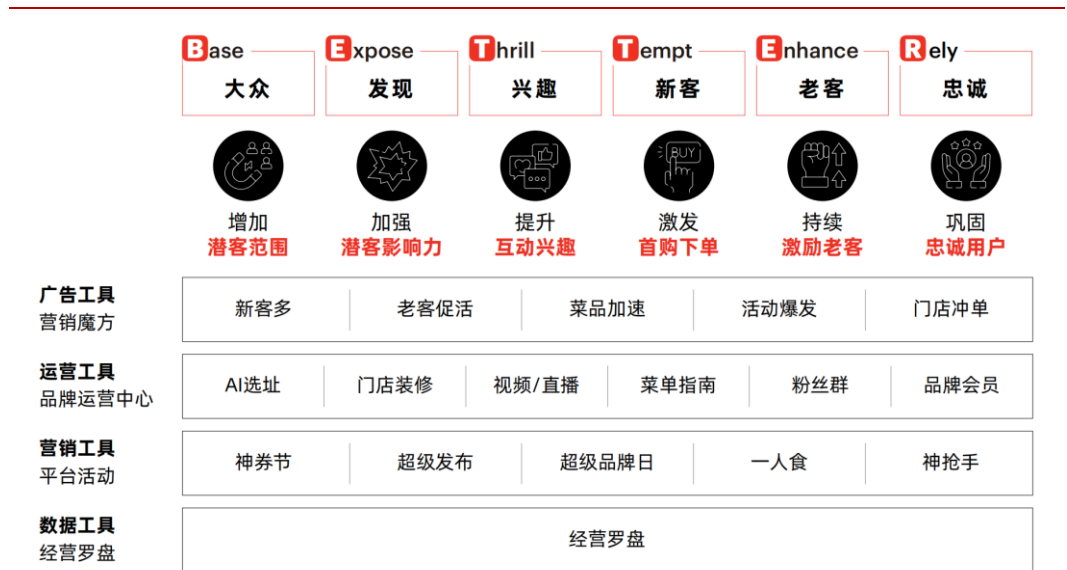 Base Expose Thrill Tempt Enhance Rely
大众 发现 兴趣 新客 老客 忠诚
BUY
增加 加强 提升 激发 持续 巩固
潜客范围 潜客影响力 互动兴趣 首购下单 激励老客 忠诚用户
广告工具
营销魔方
新客多 老客促活 菜品加速 活动爆发 门店冲单
运营工具
品牌运营中心
AI选址 门店装修 视频/直播 菜单指南 粉丝群 品牌会员
营销工具
平台活动
神券节 超级发布 超级品牌日 一人食 神抢手
数据工具
经营罗盘
经营罗盘